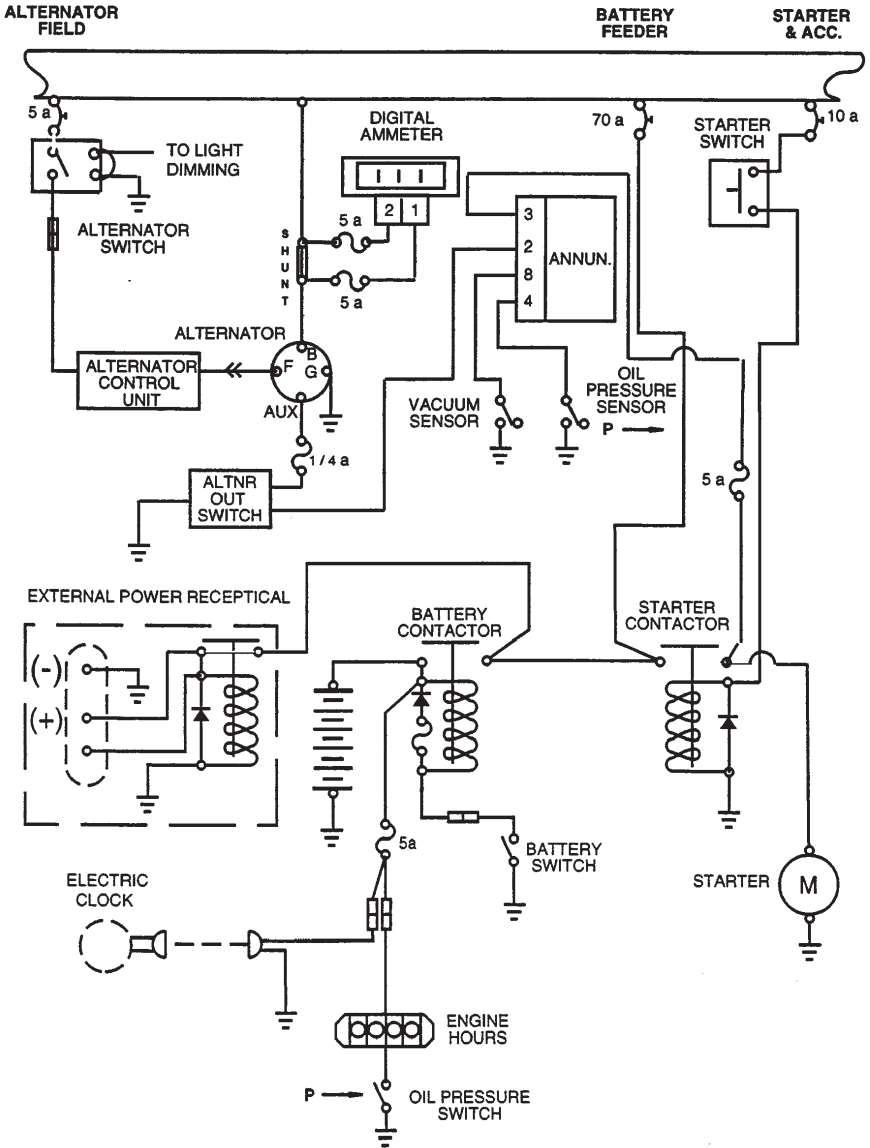 ALTERNATOR
FIELD
BATTERY
FEEDER
STARTER
& ACC.
5 a
70 a
10 a
TO LIGHT
DIMMING
DIGITAL
AMMETER
STARTER
SWITCH
ALTERNATOR
SWITCH
S
H
U
N
T
5 a
2 1
5 a
3
2
8
4
ANNUN.
ALTERNATOR
B
F
G
AUX
ALTERNATOR
CONTROL
UNIT
1/4 a
VACUUM
SENSOR
OIL
PRESSURE
SENSOR
P
5 a
ALTNR
OUT
SWITCH
EXTERNAL POWER RECEPTICAL
(-)
(+)
BATTERY
CONTACTOR
STARTER
CONTACTOR
5a
BATTERY
SWITCH
STARTER
M
ELECTRIC
CLOCK
ENGINE
HOURS
P
OIL PRESSURE
SWITCH